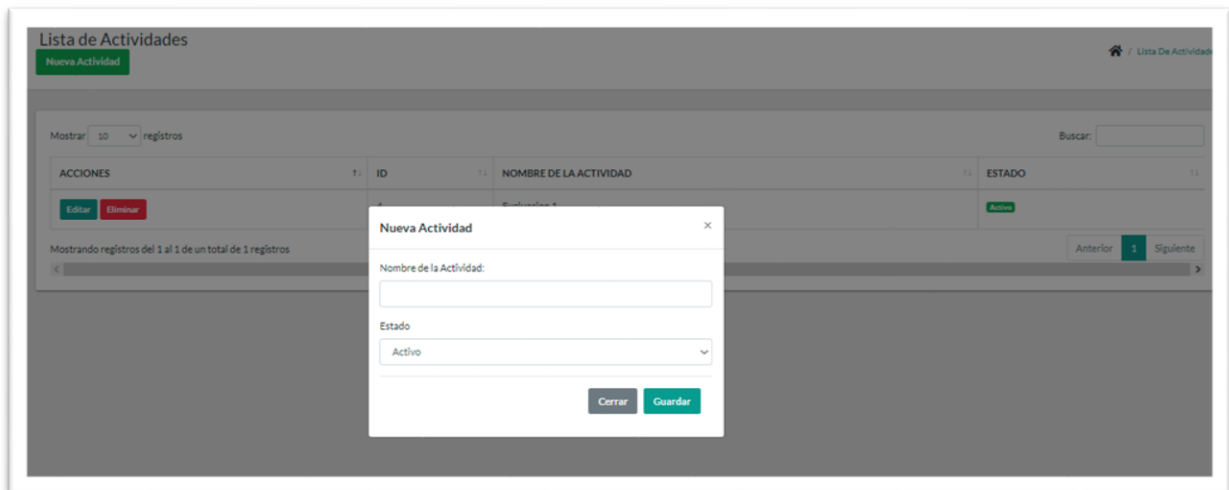 Lista de Actividades
Nueva Actividad
/ Lista De Actividade
Mostrar 10 registros
Buscar:
ACCIONES ID NOMBRE DE LA ACTIVIDAD ESTADO
Editar Eliminar Activo
Mostrando registros del 1 al 1 de un total de 1 registros
Anterior 1 Siguiente
Nueva Actividad ×
Nombre de la Actividad:
Estado
Activo
Cerrar Guardar